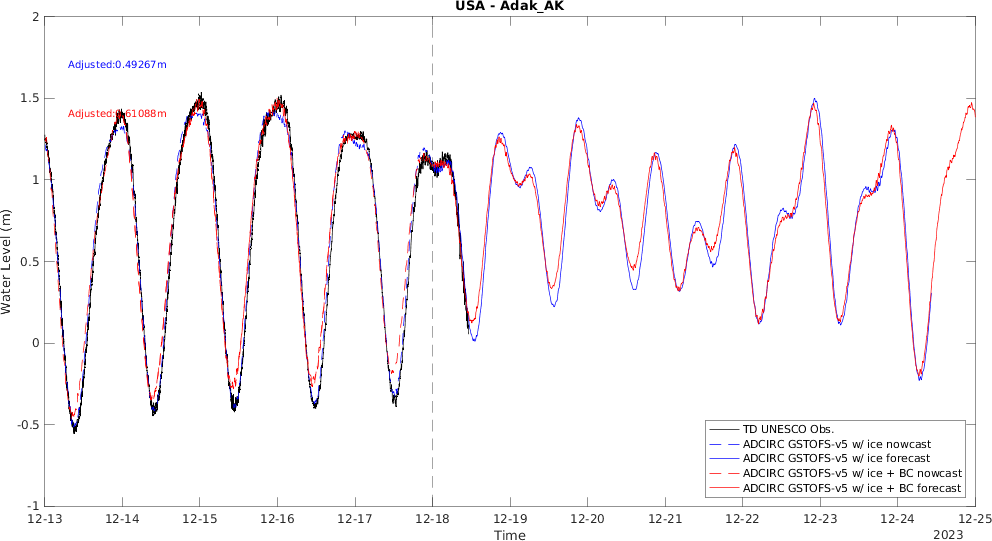 USA - Adak_AK
2
1.5
1
0.5
0
-0.5
-1
Water Level (m)
Adjusted:0.49267m
Adjusted:0.61088m
TD UNESCO Obs.
ADCIRC GSTOFS-v5 w/ ice nowcast
ADCIRC GSTOFS-v5 w/ ice forecast
ADCIRC GSTOFS-v5 w/ ice + BC nowcast
ADCIRC GSTOFS-v5 w/ ice + BC forecast
12-13 12-14 12-15 12-16 12-17 12-18 12-19 12-20 12-21 12-22 12-23 12-24 12-25
Time
2023